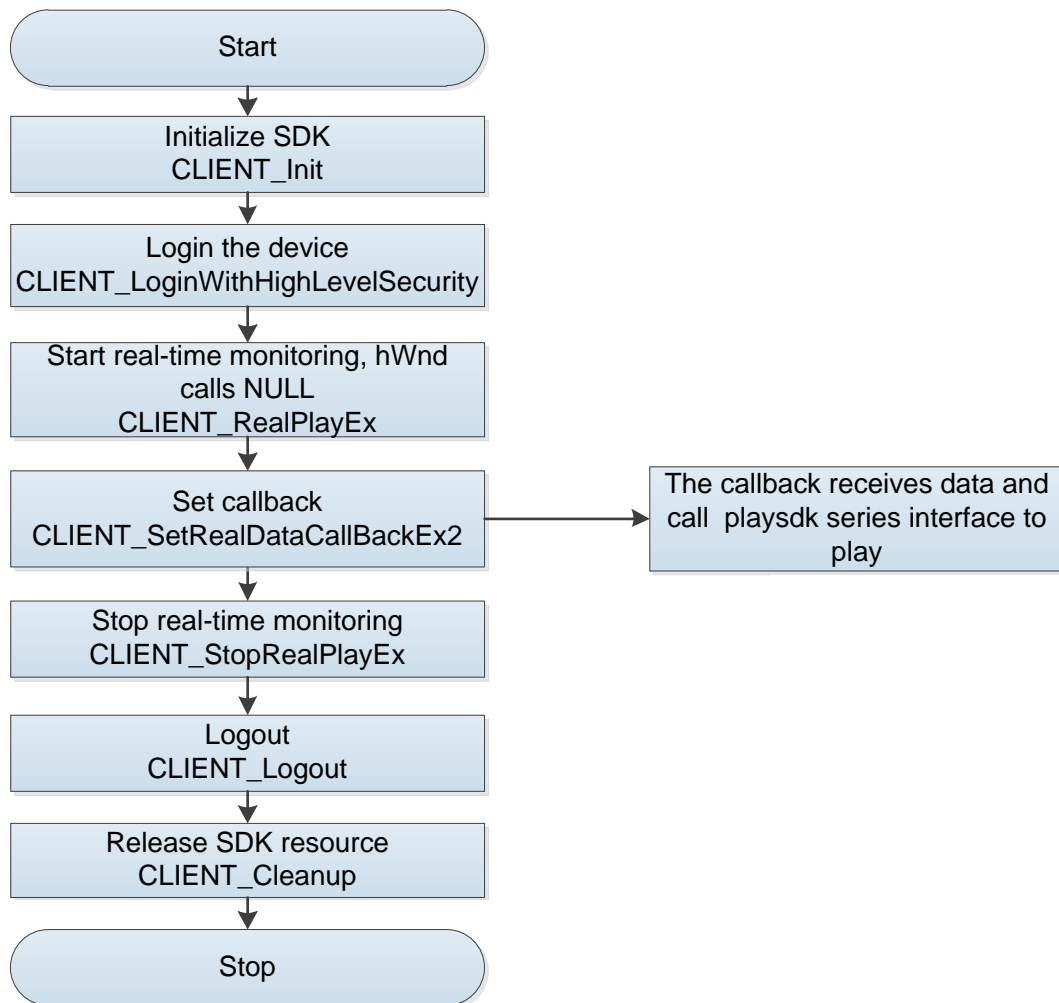 Start
Initialize SDK
CLIENT_Init
Login the device
CLIENT_LoginWithHighLevelSecurity
Start real-time monitoring, hWnd
calls NULL
CLIENT_RealPlayEx
Set callback
CLIENT_SetRealDataCallBackEx2
The callback receives data and
call  playsdk series interface to
play
Stop real-time monitoring
CLIENT_StopRealPlayEx
Logout
CLIENT_Logout
Release SDK resource
CLIENT_Cleanup
Stop